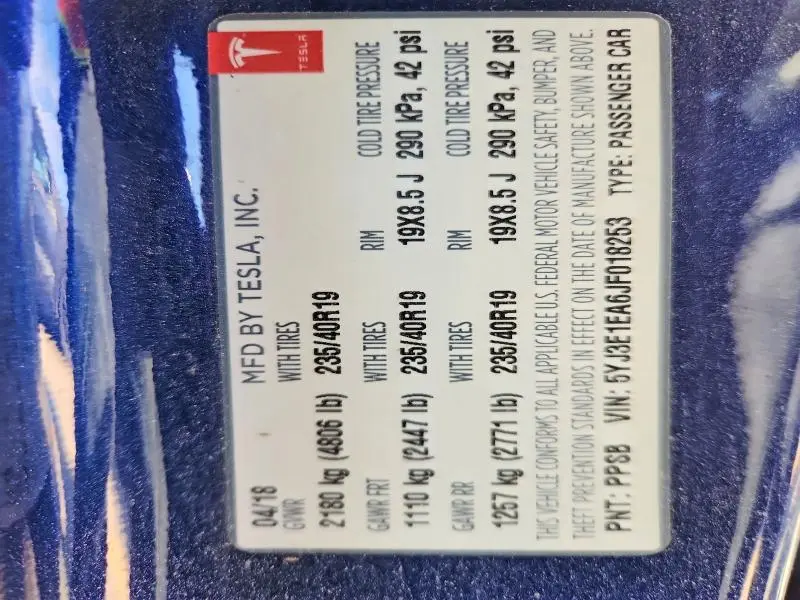 TESLA
MFD BY TESLA, INC.
04/18
GVWR WITH TIRES
2180 kg (4806 lb) 235/40R19
GAWR FRT WITH TIRES RIM COLD TIRE PRESSURE
1110 kg (2447 lb) 235/40R19 19X8.5 J 290 kPa, 42 psi
GAWR RR WITH TIRES RIM COLD TIRE PRESSURE
1257 kg (2771 lb) 235/40R19 19X8.5 J 290 kPa, 42 psi
THIS VEHICLE CONFORMS TO ALL APPLICABLE U.S. FEDERAL MOTOR VEHICLE SAFETY, BUMPER, AND
THEFT PREVENTION STANDARDS IN EFFECT ON THE DATE OF MANUFACTURE SHOWN ABOVE.
PNT: PPSB VIN: 5YJ3E1EA6JF018253 TYPE: PASSENGER CAR